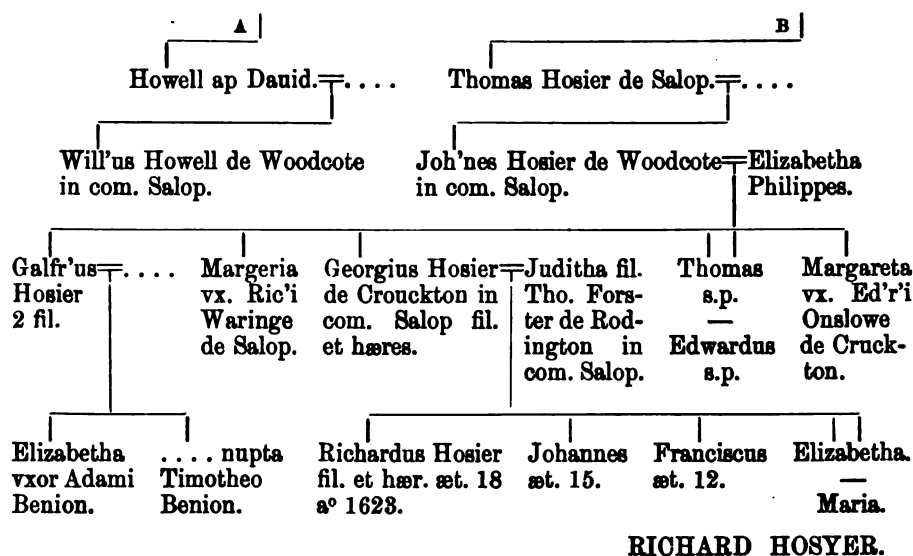 A B
Howell ap Dauid.=.... Thomas Hosier de Salop.=....
Will'us Howell de Woodcote
in com. Salop.
Joh'nes Hosier de Woodcote=Elizabetha
in com. Salop. Philippes.
Galfr'us=....
Hosier
2 fil.
Margeria
vx. Ric'i
Waringe
de Salop.
Georgius Hosier=
de Crouckton in
com. Salop fil.
et hæres.
Juditha fil.
Tho. Fors-
ter de Rod-
ington in
com. Salop.
Thomas
s.p.
—
Edwardus
s.p.
Margareta
vx. Ed'r'i
Onslowe
de Cruck-
ton.
Elizabetha
vxor Adami
Benion.
.... nupta
Timotheo
Benion.
Richardus Hosier
fil. et hær. æt. 18
aº 1623.
Johannes
æt. 15.
Franciscus
æt. 12.
Elizabetha.
—
Maria.
RICHARD HOSYER.